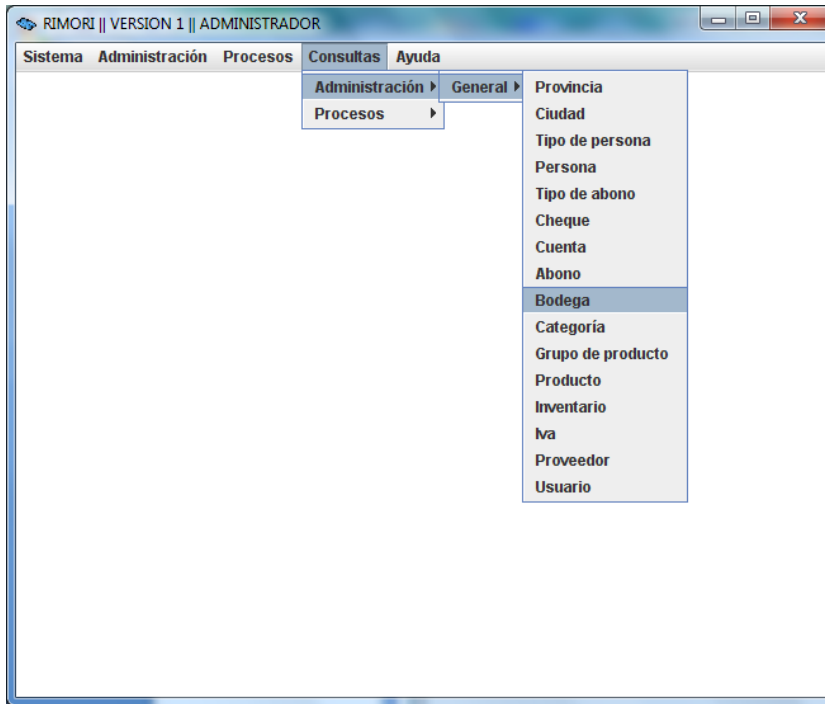 RIMORI || VERSION 1 || ADMINISTRADOR
Sistema Administración Procesos Consultas Ayuda
Administración General Provincia
Procesos Ciudad
Tipo de persona
Persona
Tipo de abono
Cheque
Cuenta
Abono
Bodega
Categoría
Grupo de producto
Producto
Inventario
Iva
Proveedor
Usuario